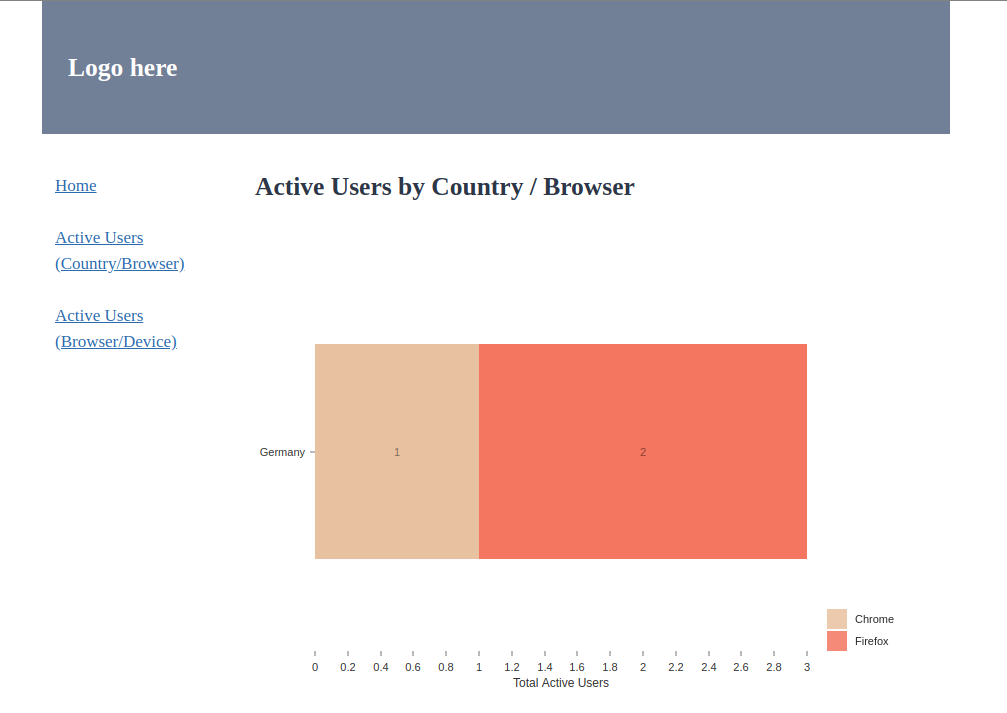 Logo here
Home
Active Users
(Country/Browser)
Active Users
(Browser/Device)
Active Users by Country / Browser
Germany
1
2
Chrome
Firefox
0 0.2 0.4 0.6 0.8 1 1.2 1.4 1.6 1.8 2 2.2 2.4 2.6 2.8 3
Total Active Users